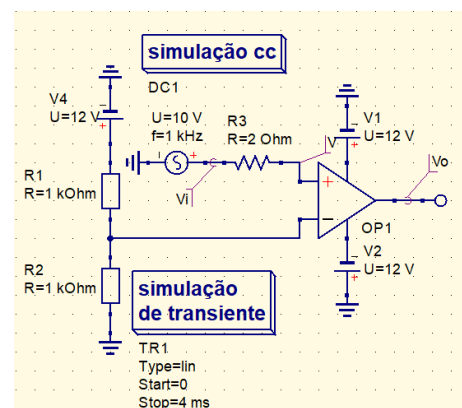 simulação cc
DC1
V4
U=12 V
U=10 V
f=1 kHz
R3
R=2 Ohm
V1
U=12 V
V
Vo
Vi
R1
R=1 kOhm
OP1
V2
U=12 V
R2
R=1 kOhm
simulação
de transiente
TR1
Type=lin
Start=0
Stop=4 ms